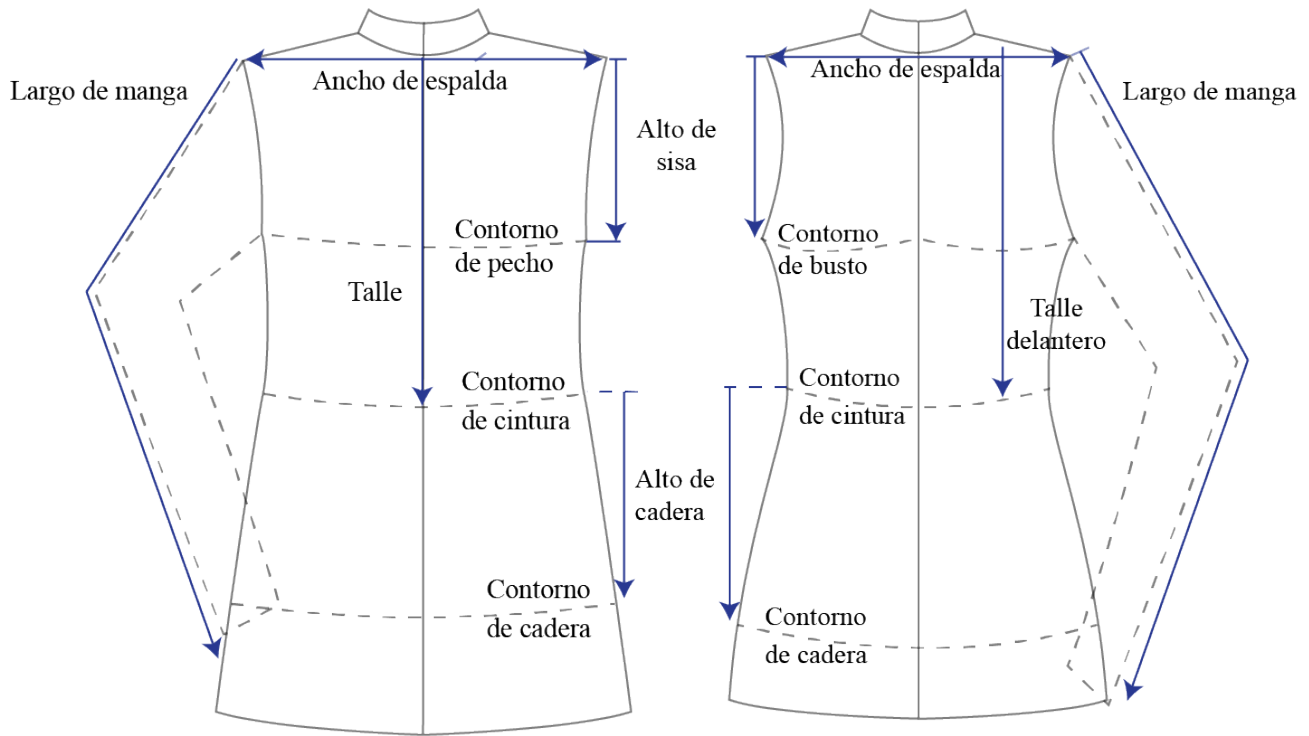 Largo de manga
Ancho de espalda
Alto de
sisa
Contorno
de pecho
Talle
Contorno
de cintura
Alto de
cadera
Contorno
de cadera
Ancho de espalda
Largo de manga
Contorno
de busto
Talle
delantero
Contorno
de cintura
Contorno
de cadera